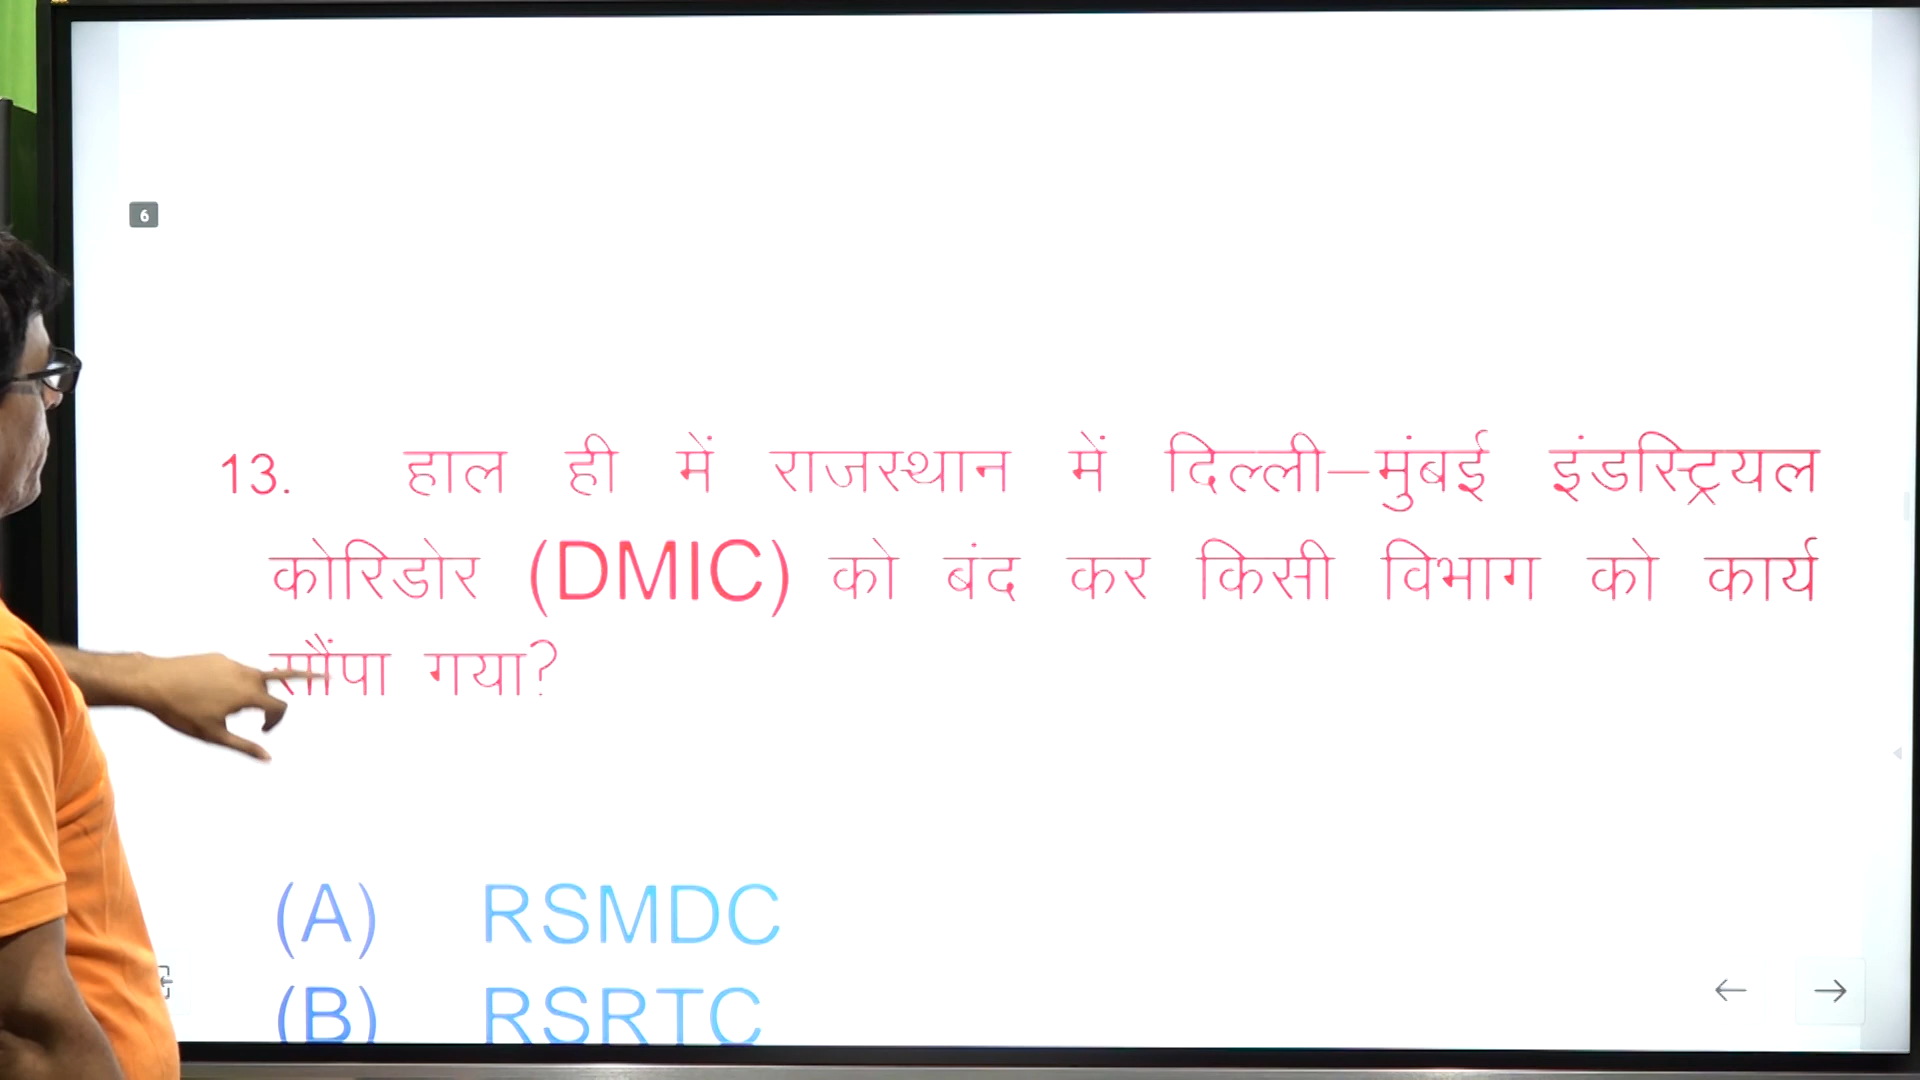 6
13. हाल ही में राजस्थान में दिल्ली–मुंबई इंडस्ट्रियल
कोरिडोर (DMIC) को बंद कर किसी विभाग को कार्य
सौंपा गया?
(A) RSMDC
(B) RSRTC